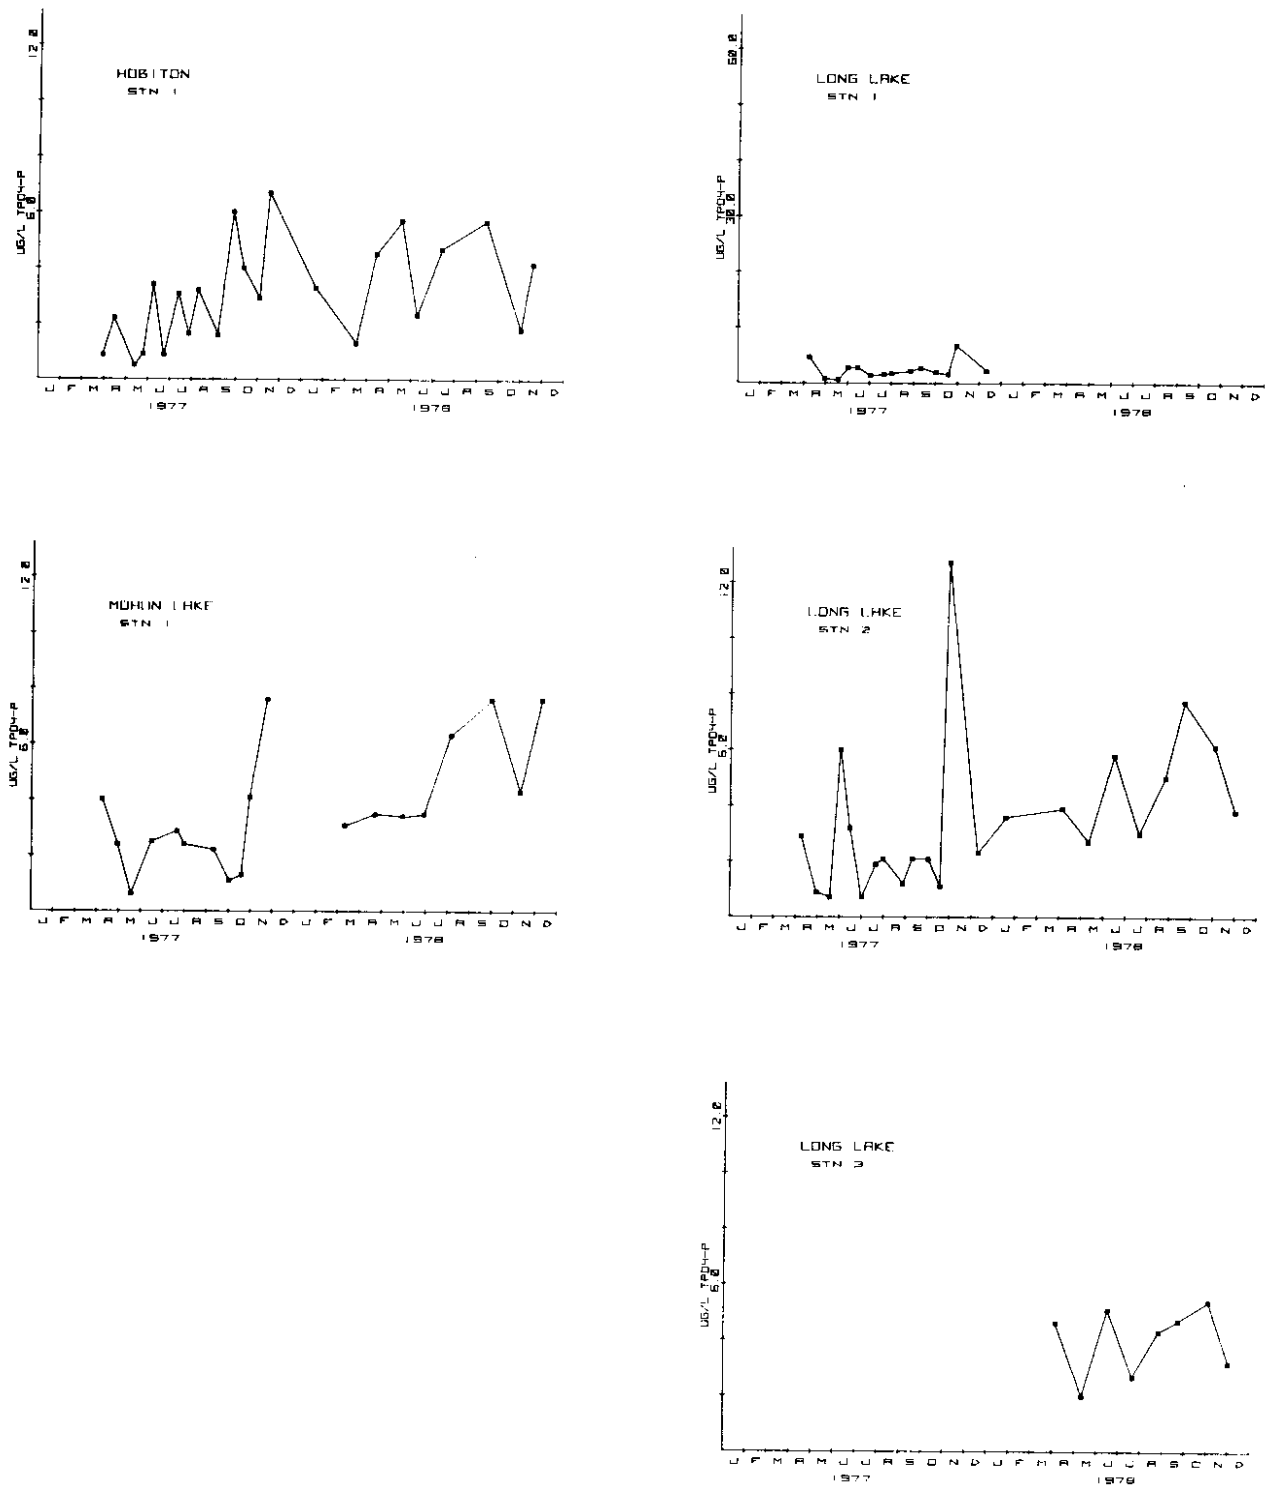 12.0
HOBITON
STN 1
UG/L TPO4-P
6.0
J F M A M J J A S O N D J F M A M J J A S O N D
1977 1978
60.0
LONG LAKE
STN 1
UG/L TPO4-P
30.0
J F M A M J J A S O N D J F M A M J J A S O N D
1977 1978
12.0
LAKE
STN 1
UG/L TPO4-P
6.0
J F M A M J J A S O N D J F M A M J J A S O N D
1977 1978
12.0
LONG LAKE
STN 2
UG/L TPO4-P
6.0
J F M A M J J A S O N D J F M A M J J A S O N D
1977 1978
12.0
LONG LAKE
STN 3
UG/L TPO4-P
6.0
J F M A M J J A S O N D J F M A M J J A S O N D
1977 1978